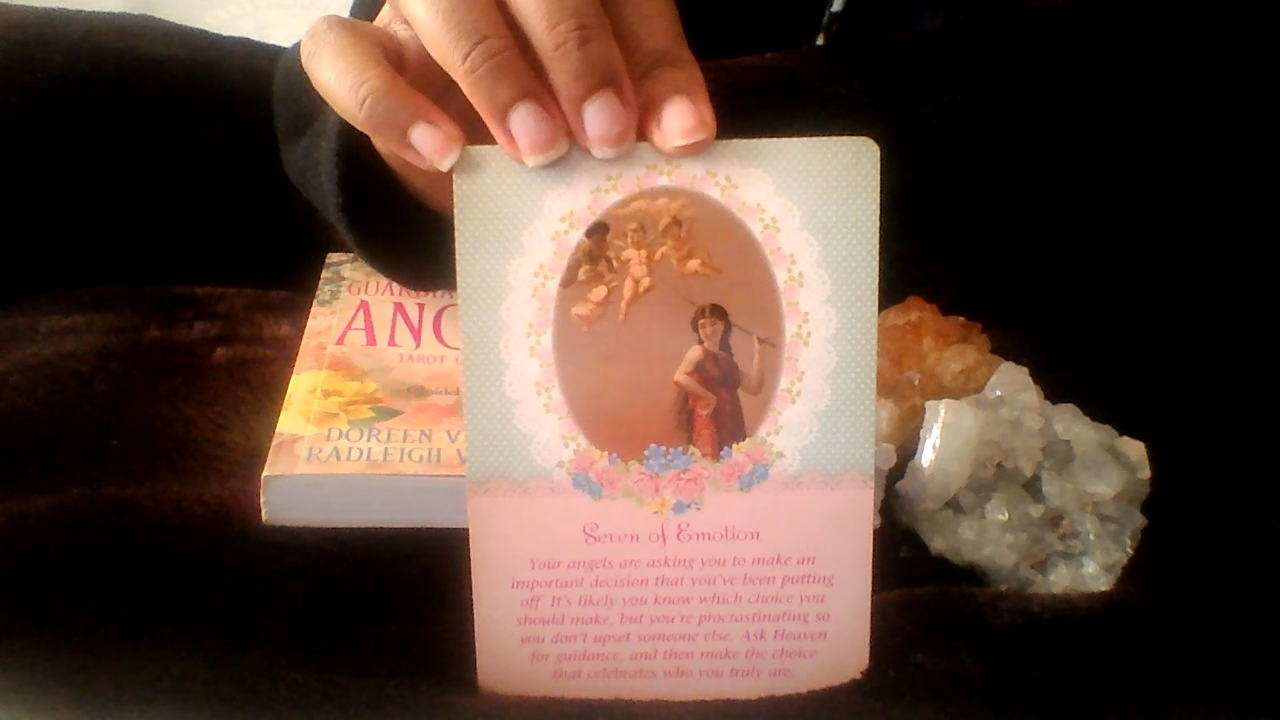 GUARDIA
ANG
TAROT
DOREEN V
RADLEIGH V
Seven of Emotion
Your angels are asking you to make an
important decision that you've been putting
off. It's likely you know which choice you
should make, but you're procrastinating so
you don't upset someone else. Ask Heaven
for guidance, and then make the choice
that celebrates who you truly are.